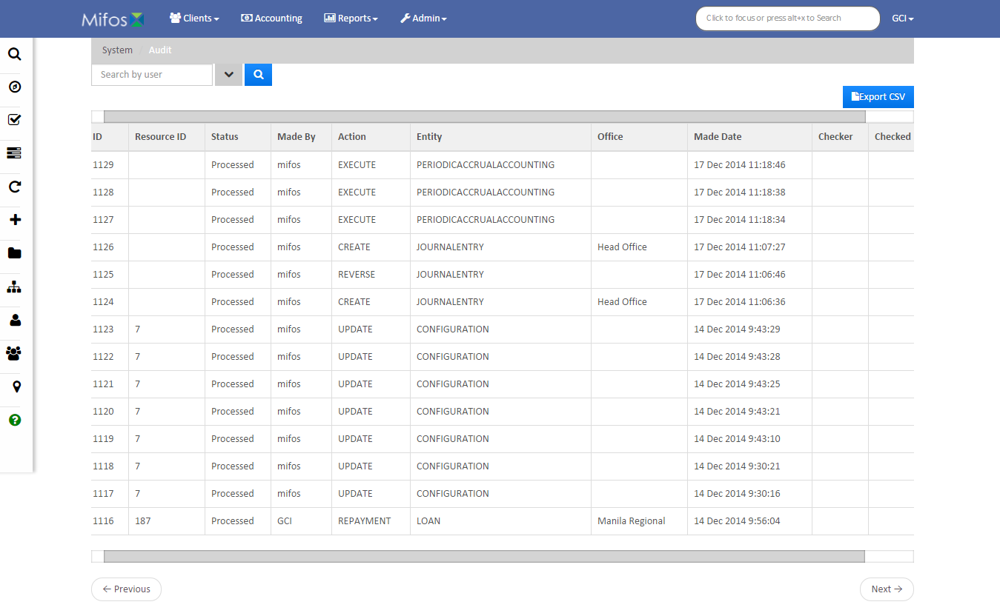 Mifos Clients Accounting Reports Admin Click to focus or press alt+x to Search GCI
System / Audit
Search by user
Export CSV
ID Resource ID Status Made By Action Entity Office Made Date Checker Checked
1129 Processed mifos EXECUTE PERIODICACCRUALACCOUNTING 17 Dec 2014 11:18:46
1128 Processed mifos EXECUTE PERIODICACCRUALACCOUNTING 17 Dec 2014 11:18:38
1127 Processed mifos EXECUTE PERIODICACCRUALACCOUNTING 17 Dec 2014 11:18:34
1126 Processed mifos CREATE JOURNALENTRY Head Office 17 Dec 2014 11:07:27
1125 Processed mifos REVERSE JOURNALENTRY 17 Dec 2014 11:06:46
1124 Processed mifos CREATE JOURNALENTRY Head Office 17 Dec 2014 11:06:36
1123 7 Processed mifos UPDATE CONFIGURATION 14 Dec 2014 9:43:29
1122 7 Processed mifos UPDATE CONFIGURATION 14 Dec 2014 9:43:28
1121 7 Processed mifos UPDATE CONFIGURATION 14 Dec 2014 9:43:25
1120 7 Processed mifos UPDATE CONFIGURATION 14 Dec 2014 9:43:21
1119 7 Processed mifos UPDATE CONFIGURATION 14 Dec 2014 9:43:10
1118 7 Processed mifos UPDATE CONFIGURATION 14 Dec 2014 9:30:21
1117 7 Processed mifos UPDATE CONFIGURATION 14 Dec 2014 9:30:16
1116 187 Processed GCI REPAYMENT LOAN Manila Regional 14 Dec 2014 9:56:04
← Previous Next →